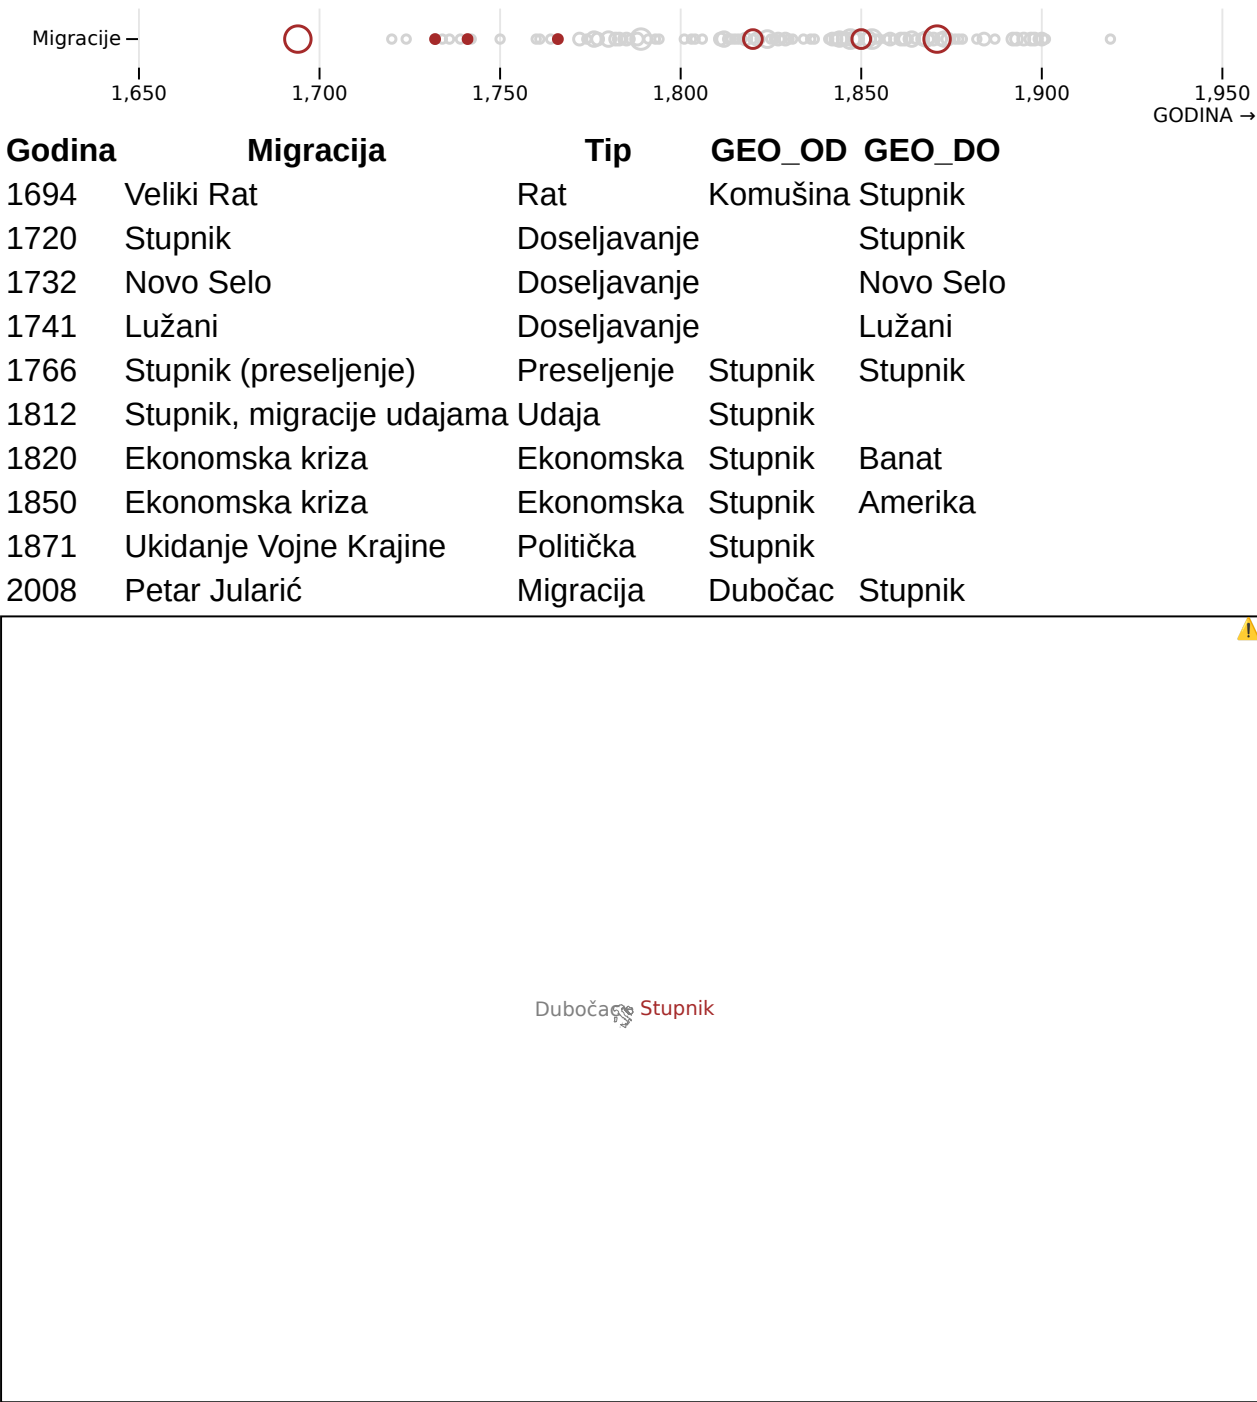 Migracije
1,650 1,700 1,750 1,800 1,850 1,900 1,950
GODINA →
Godina Migracija Tip GEO_OD GEO_DO
1694 Veliki Rat Rat Komušina Stupnik
1720 Stupnik Doseljavanje Stupnik
1732 Novo Selo Doseljavanje Novo Selo
1741 Lužani Doseljavanje Lužani
1766 Stupnik (preseljenje) Preseljenje Stupnik Stupnik
1812 Stupnik, migracije udajama Udaja Stupnik
1820 Ekonomska kriza Ekonomska Stupnik Banat
1850 Ekonomska kriza Ekonomska Stupnik Amerika
1871 Ukidanje Vojne Krajine Politička Stupnik
2008 Petar Jularić Migracija Dubočac Stupnik
Dubočac Stupnik